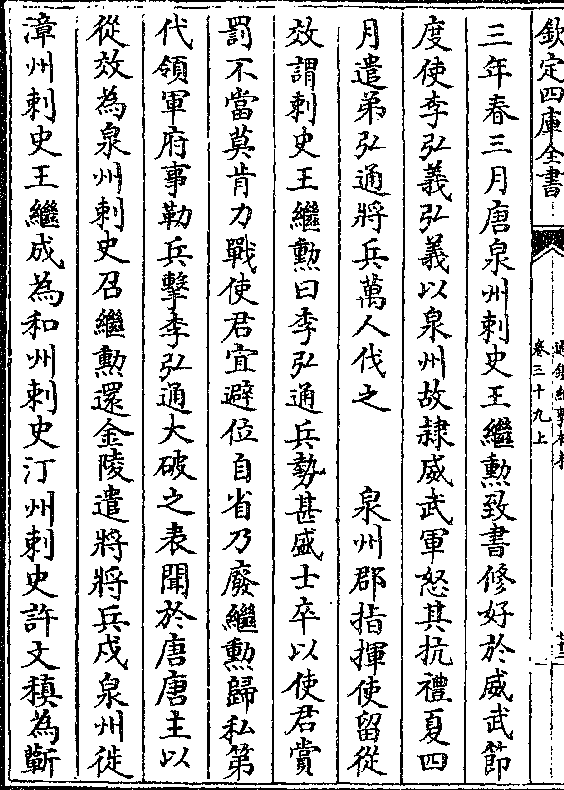 欽定四庫全書
卷三十九上
三年春三月唐泉州刺史王繼勲致書修好於威武節
度使李弘義弘義以泉州故隷威武軍怒其抗禮夏四
月遣弟弘通將兵萬人伐之 泉州郡指揮使留從
效謂刺史王繼勲曰李弘通兵勢甚盛士卒以使君賞
罰不當莫肯力戰使君宜避位自省乃廢繼勲歸私第
代領軍府事勒兵擊李弘通大破之表聞於唐唐主以
從效為泉州刺史召繼勲還金陵遣將將兵戍泉州徙
漳州刺史王繼成為和州刺史汀州刺史許文稹為蘄